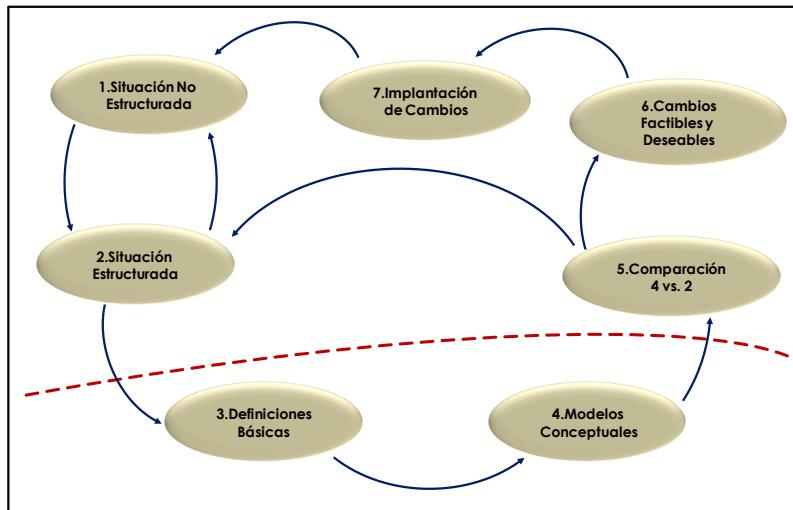 1.Situación No
Estructurada
2.Situación
Estructurada
3.Definiciones
Básicas
4.Modelos
Conceptuales
5.Comparación
4 vs. 2
6.Cambios
Factibles y
Deseables
7.Implantación
de Cambios